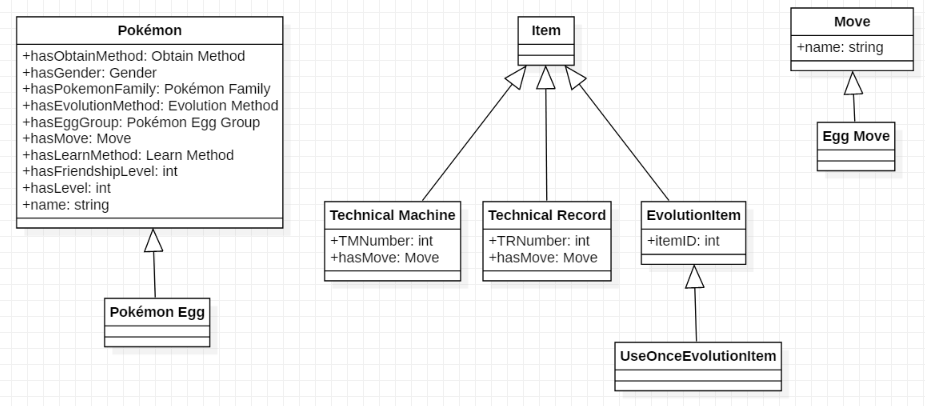 Pokémon
+hasObtainMethod: Obtain Method
+hasGender: Gender
+hasPokemonFamily: Pokémon Family
+hasEvolutionMethod: Evolution Method
+hasEggGroup: Pokémon Egg Group
+hasMove: Move
+hasLearnMethod: Learn Method
+hasFriendshipLevel: int
+hasLevel: int
+name: string
Pokémon Egg
Item
Technical Machine
+TMNumber: int
+hasMove: Move
Technical Record
+TRNumber: int
+hasMove: Move
EvolutionItem
+itemID: int
UseOnceEvolutionItem
Move
+name: string
Egg Move